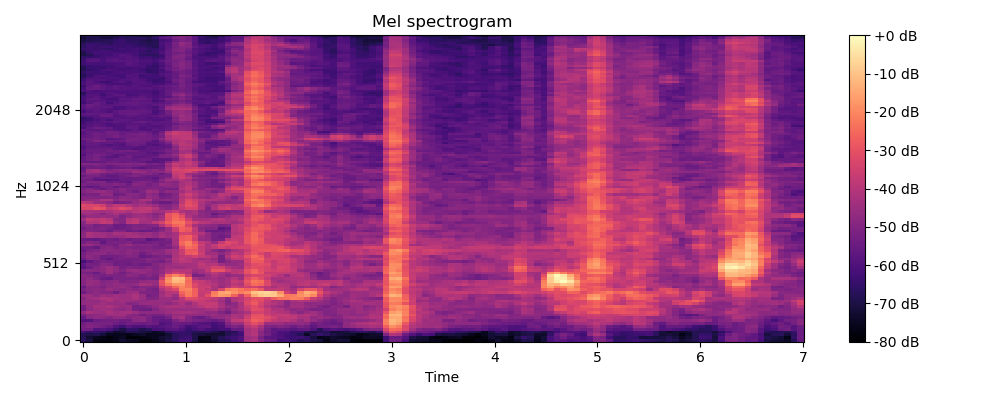 Mel spectrogram
Hz
2048
1024
512
0
0 1 2 3 4 5 6 7
Time
+0 dB
-10 dB
-20 dB
-30 dB
-40 dB
-50 dB
-60 dB
-70 dB
-80 dB